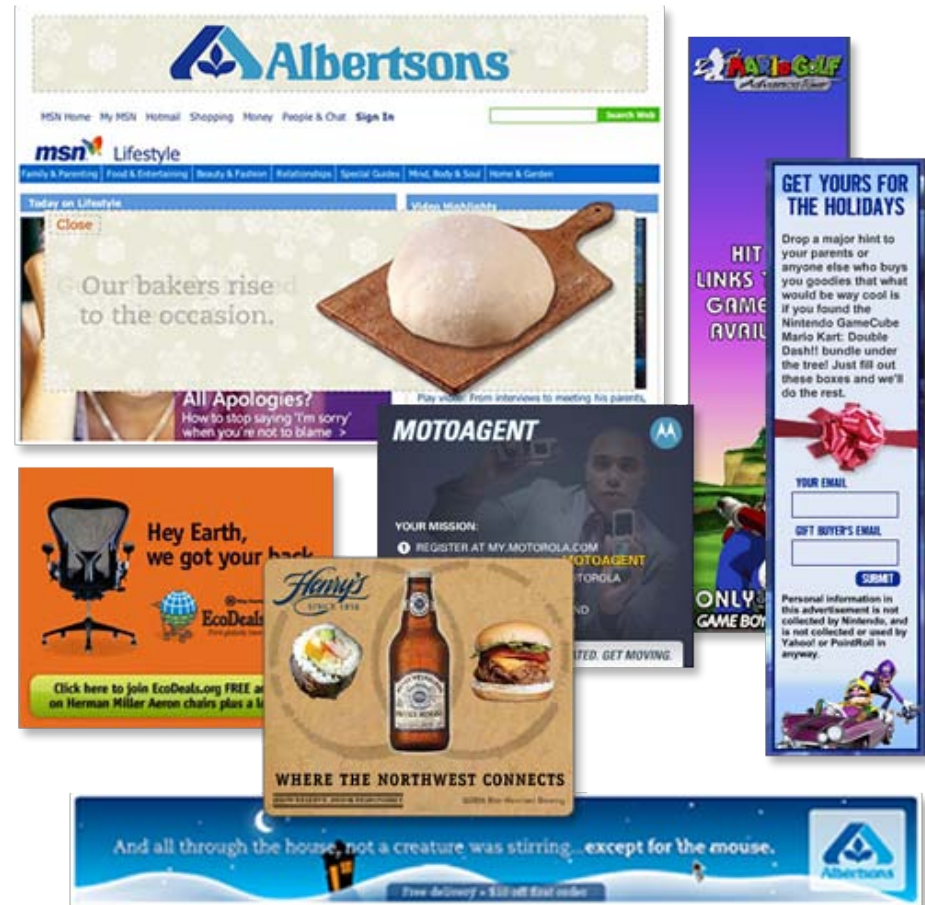 Albertsons
MSN Home My MSN Hotmail Shopping Money People & Chat Sign In
Search Web
msn Lifestyle
Family & Parenting Food & Entertaining Beauty & Fashion Relationships Special Guides Mind, Body & Soul Home & Garden
Today on Lifestyle
Video Highlights
Close
Our bakers rise
to the occasion.
All Apologies?
How to stop saying 'I'm sorry'
when you're not to blame >
Play video: From interviews to meeting his parents,
MARIO GOLF
HIT
LINKS
GAME
AVAIL
ONLY
GAME BOY
GET YOURS FOR
THE HOLIDAYS
Drop a major hint to
your parents or
anyone else who buys
you goodies that what
would be way cool is
if you found the
Nintendo GameCube
Mario Kart: Double
Dash!! bundle under
the tree! Just fill out
these boxes and we'll
do the rest.
YOUR EMAIL
GIFT BUYER'S EMAIL
SUBMIT
Personal information in
this advertisement is not
collected by Nintendo, and
is not collected or used by
Yahoo! or PointRoll in
anyway.
MOTOAGENT
YOUR MISSION:
1 REGISTER AT MY.MOTOROLA.COM
MOTOAGENT
GET MOVING.
Hey Earth,
we got your back
EcoDeals
Click here to join EcoDeals.org FREE
on Herman Miller Aeron chairs plus a
Henry's
SINCE 1856
WHERE THE NORTHWEST CONNECTS
And all through the house, not a creature was stirring...except for the mouse.
Albertsons
Free delivery + $10 off first order